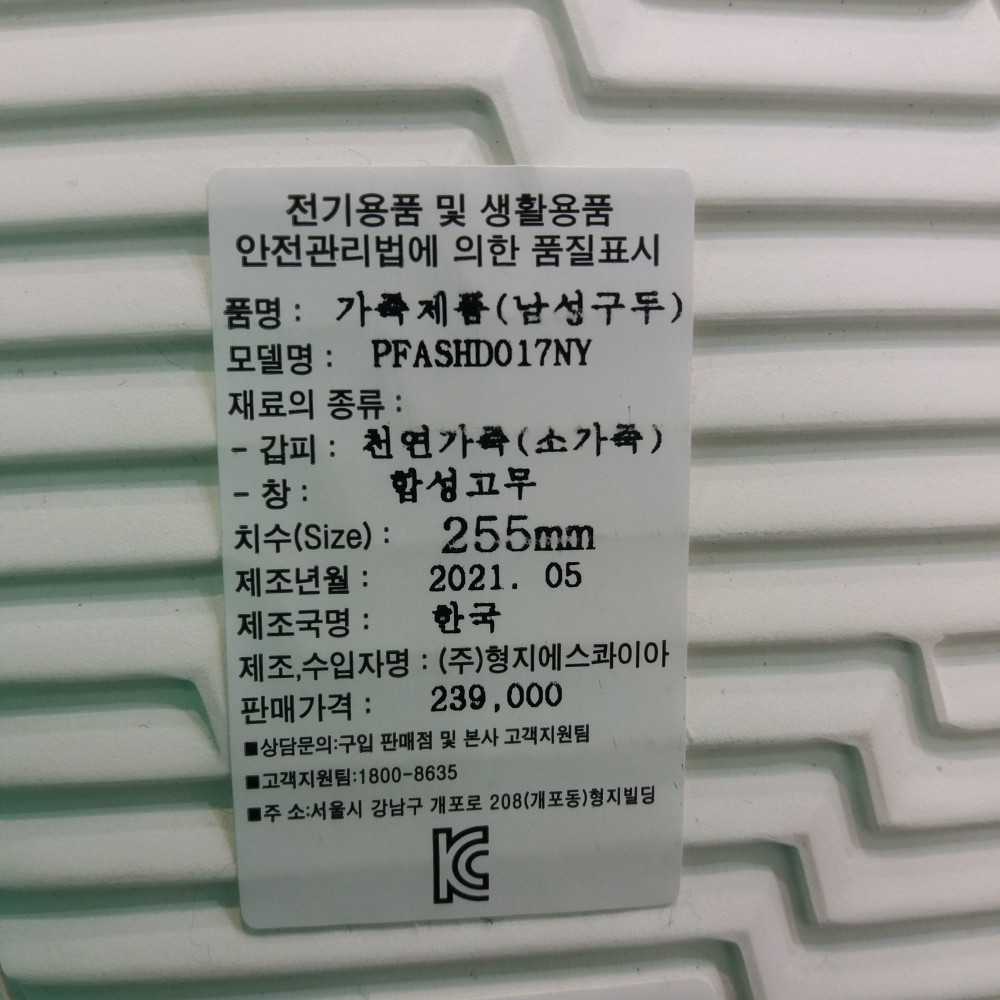 전기용품 및 생활용품
안전관리법에 의한 품질표시
품명 : 가죽제품(남성구두)
모델명 : PFASHD017NY
재료의 종류 :
- 갑피 : 천연가죽(소가죽)
- 창 : 합성고무
치수(Size) : 255mm
제조년월 : 2021. 05
제조국명 : 한국
제조,수입자명 : (주)형지에스콰이아
판매가격 : 239,000
■상담문의:구입 판매점 및 본사 고객지원팀
■고객지원팀:1800-8635
■주 소:서울시 강남구 개포로 208(개포동)형지빌딩
KC